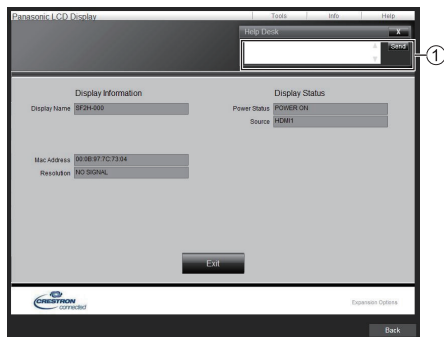 Panasonic LCD Display
Tools Info Help
Help Desk X
Send
1
Display Information Display Status
Display Name SF2H-000 Power Status POWER ON
Source HDMI1
Mac Address 00:0B:97:7C:73:04
Resolution NO SIGNAL
Exit
CRESTRON
connected
Expansion Options
Back